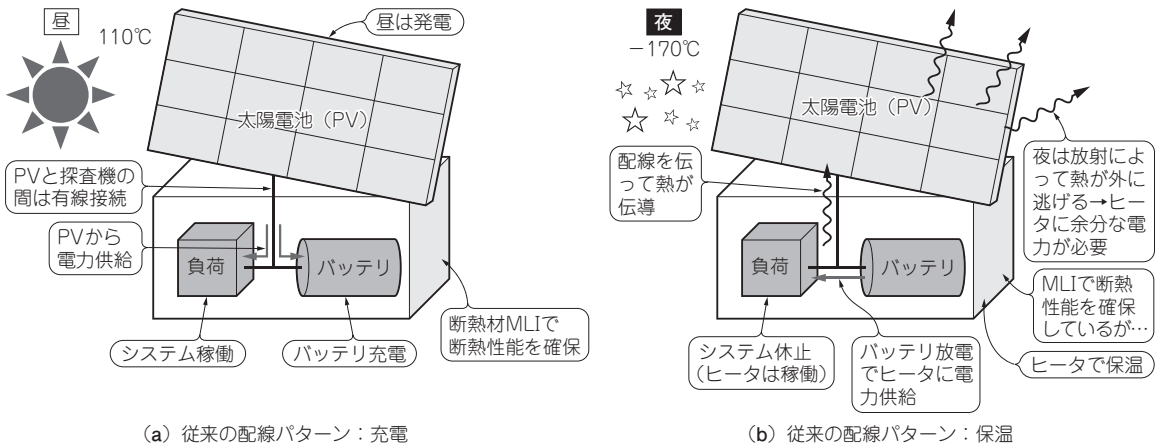 昼
110℃
昼は発電
太陽電池（PV）
PVと探査機の
間は有線接続
PVから
電力供給
負荷
バッテリ
システム稼働
バッテリ充電
断熱材MLIで
断熱性能を確保
（a）従来の配線パターン：充電
夜
－170℃
太陽電池（PV）
配線を伝
って熱が
伝導
夜は放射によ
って熱が外に
逃げる→ヒー
タに余分な電
力が必要
負荷
バッテリ
MLIで断熱
性能を確保
しているが…
システム休止
（ヒータは稼働）
バッテリ放電
でヒータに電
力供給
ヒータで保温
（b）従来の配線パターン：保温